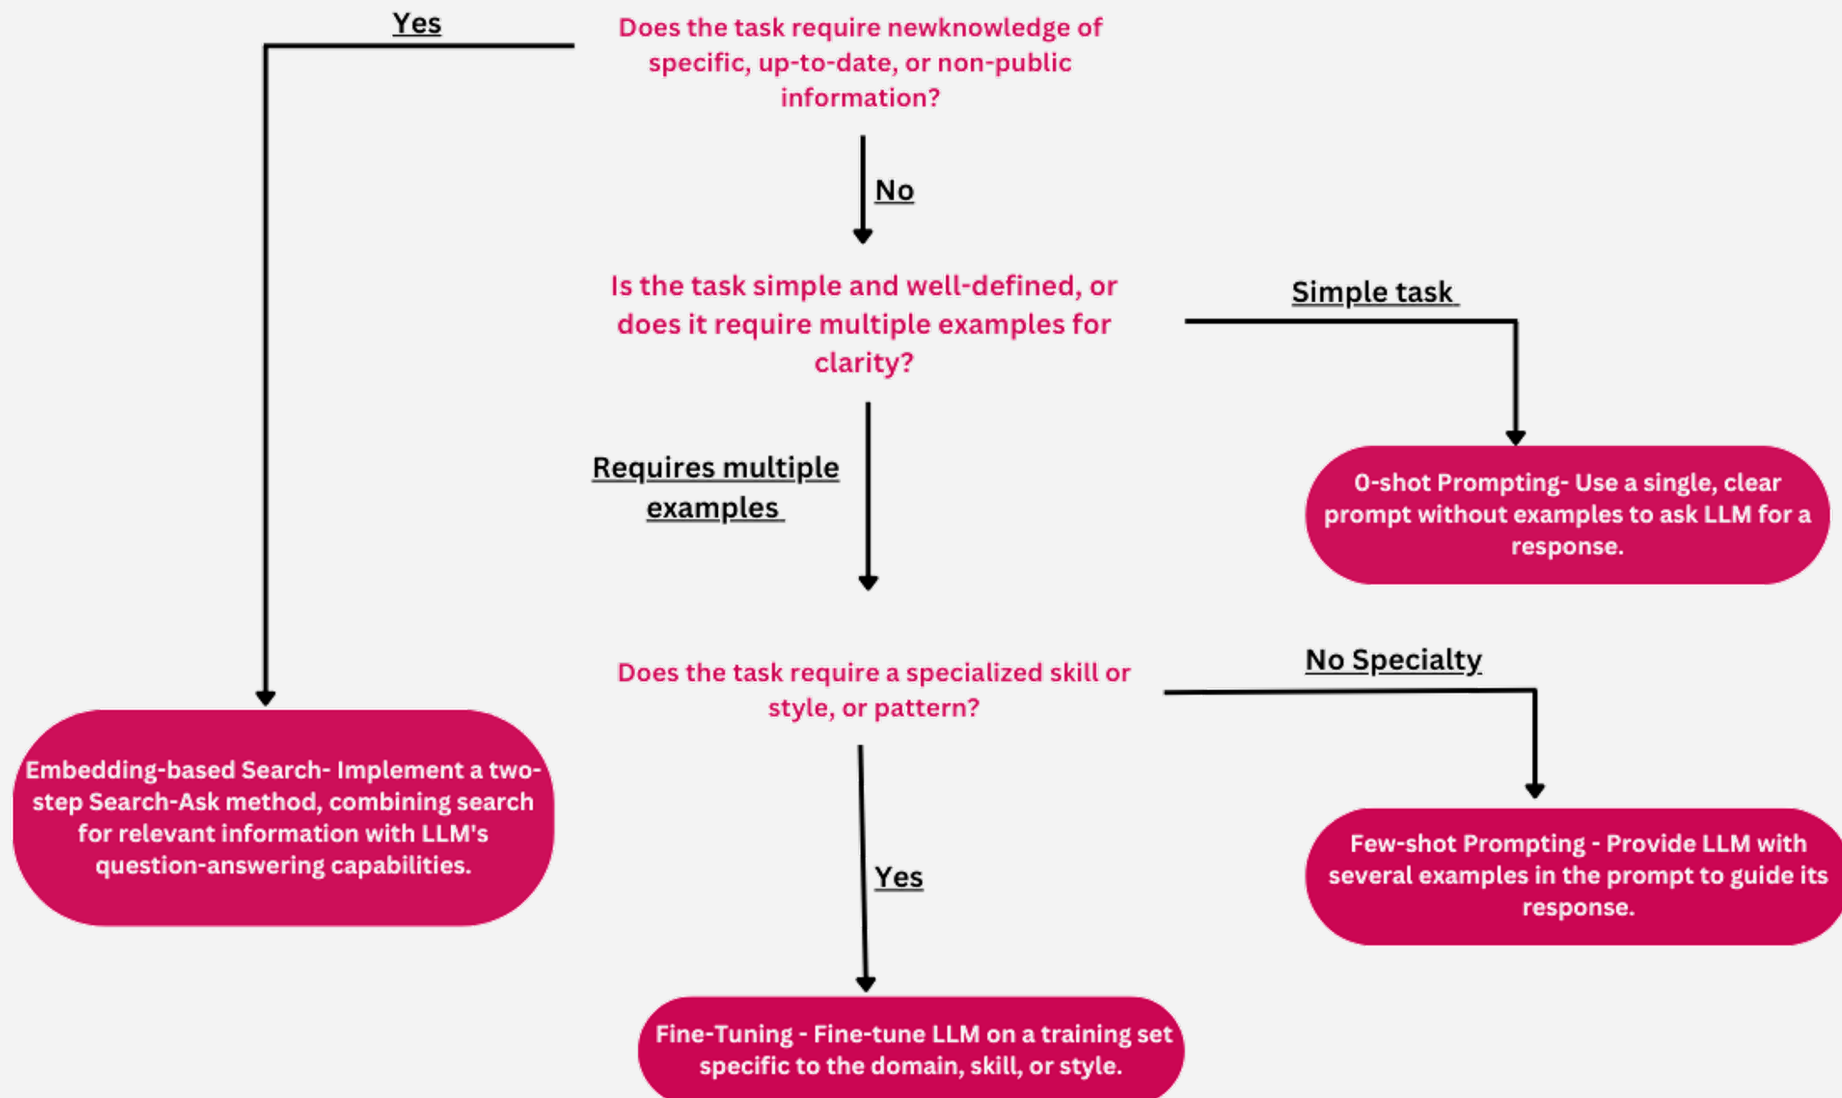 Yes
Does the task require newknowledge of
specific, up-to-date, or non-public
information?
No
Is the task simple and well-defined, or
does it require multiple examples for
clarity?
Simple task
Requires multiple
examples
0-shot Prompting- Use a single, clear
prompt without examples to ask LLM for a
response.
Does the task require a specialized skill or
style, or pattern?
No Specialty
Embedding-based Search- Implement a two-
step Search-Ask method, combining search
for relevant information with LLM's
question-answering capabilities.
Few-shot Prompting - Provide LLM with
several examples in the prompt to guide its
response.
Yes
Fine-Tuning - Fine-tune LLM on a training set
specific to the domain, skill, or style.